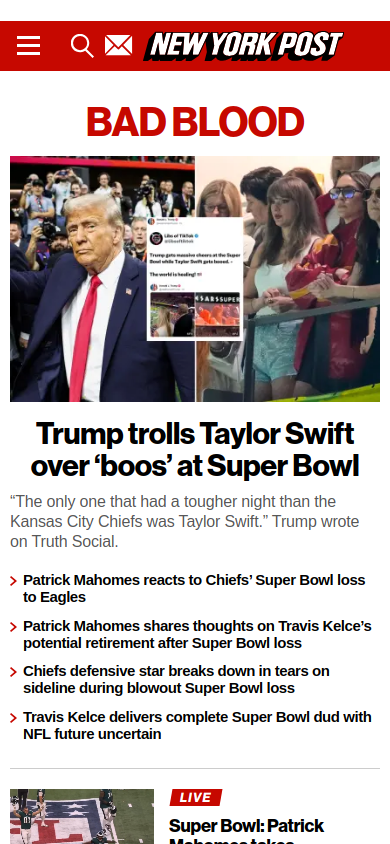 NEW YORK POST
BAD BLOOD
Libs of TikTok
@libsoftiktok
Trump gets massive cheers at the Super
Bowl while Taylor Swift gets booed.
The world is healing!
Trump trolls Taylor Swift
over ‘boos’ at Super Bowl
“The only one that had a tougher night than the
Kansas City Chiefs was Taylor Swift.” Trump wrote
on Truth Social.
Patrick Mahomes reacts to Chiefs’ Super Bowl loss
to Eagles
Patrick Mahomes shares thoughts on Travis Kelce’s
potential retirement after Super Bowl loss
Chiefs defensive star breaks down in tears on
sideline during blowout Super Bowl loss
Travis Kelce delivers complete Super Bowl dud with
NFL future uncertain
LIVE
Super Bowl: Patrick
Mahomes takes